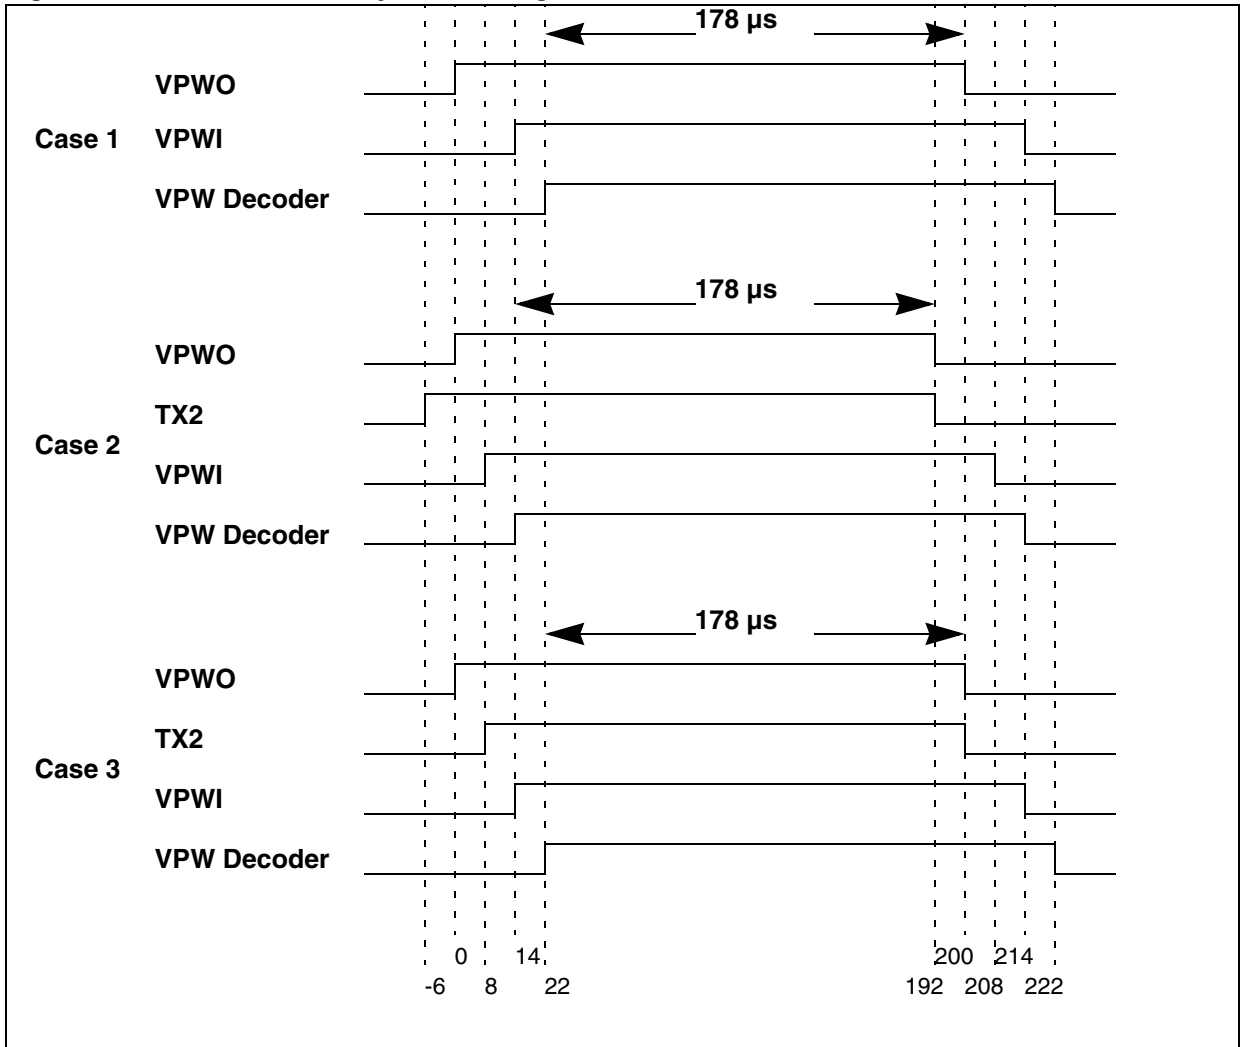 178 µs
VPWO
Case 1 VPWI
VPW Decoder
178 µs
VPWO
TX2
Case 2
VPWI
VPW Decoder
178 µs
VPWO
TX2
Case 3
VPWI
VPW Decoder
0 14 200 214
-6 8 22 192 208 222